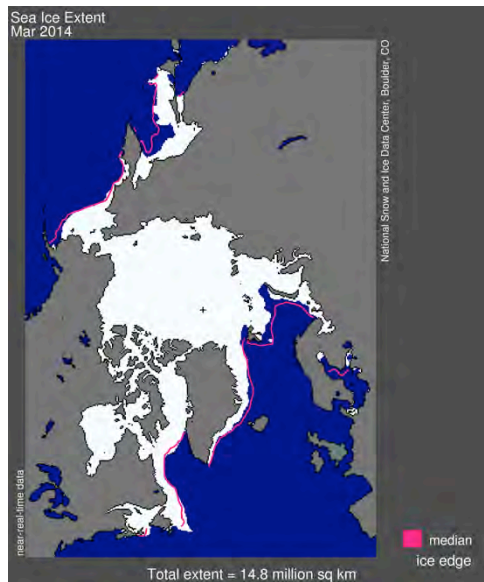 Sea Ice Extent
Mar 2014
National Snow and Ice Data Center, Boulder, CO
near-real-time data
median
ice edge
Total extent = 14.8 million sq km